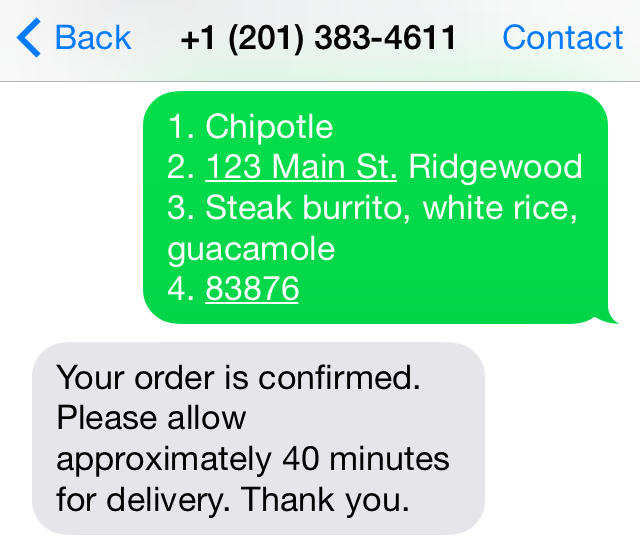 Back +1 (201) 383-4611 Contact
1. Chipotle
2. 123 Main St. Ridgewood
3. Steak burrito, white rice,
guacamole
4. 83876
Your order is confirmed.
Please allow
approximately 40 minutes
for delivery. Thank you.